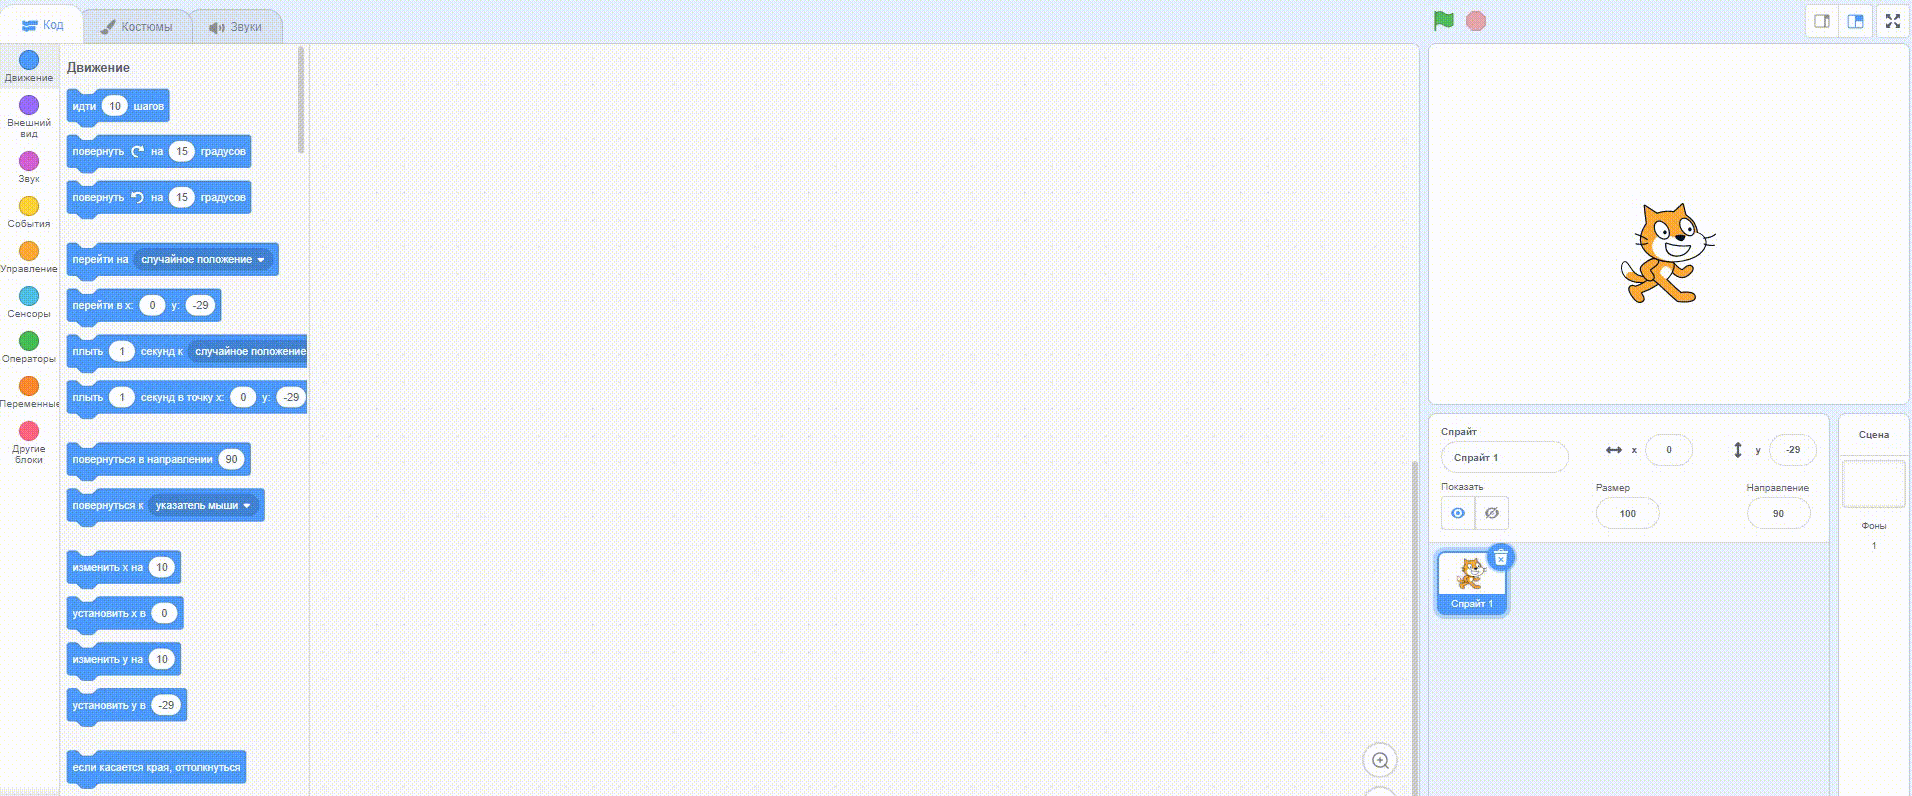 Код
Костюмы
Звуки
Движение
Внешний
вид
Звук
События
Управление
Сенсоры
Операторы
Переменные
Другие
блоки
Движение
идти 10 шагов
повернуть на 15 градусов
повернуть на 15 градусов
перейти на случайное положение
перейти в x: 0 y: -29
плыть 1 секунд к случайное положение
плыть 1 секунд в точку x: 0 y: -29
повернуться в направлении 90
повернуться к указатель мыши
изменить x на 10
установить x в 0
изменить y на 10
установить y в -29
если касается края, оттолкнуться
Спрайт
Спрайт 1
x 0
y -29
Показать
Размер
100
Направление
90
Спрайт 1
Сцена
Фоны
1